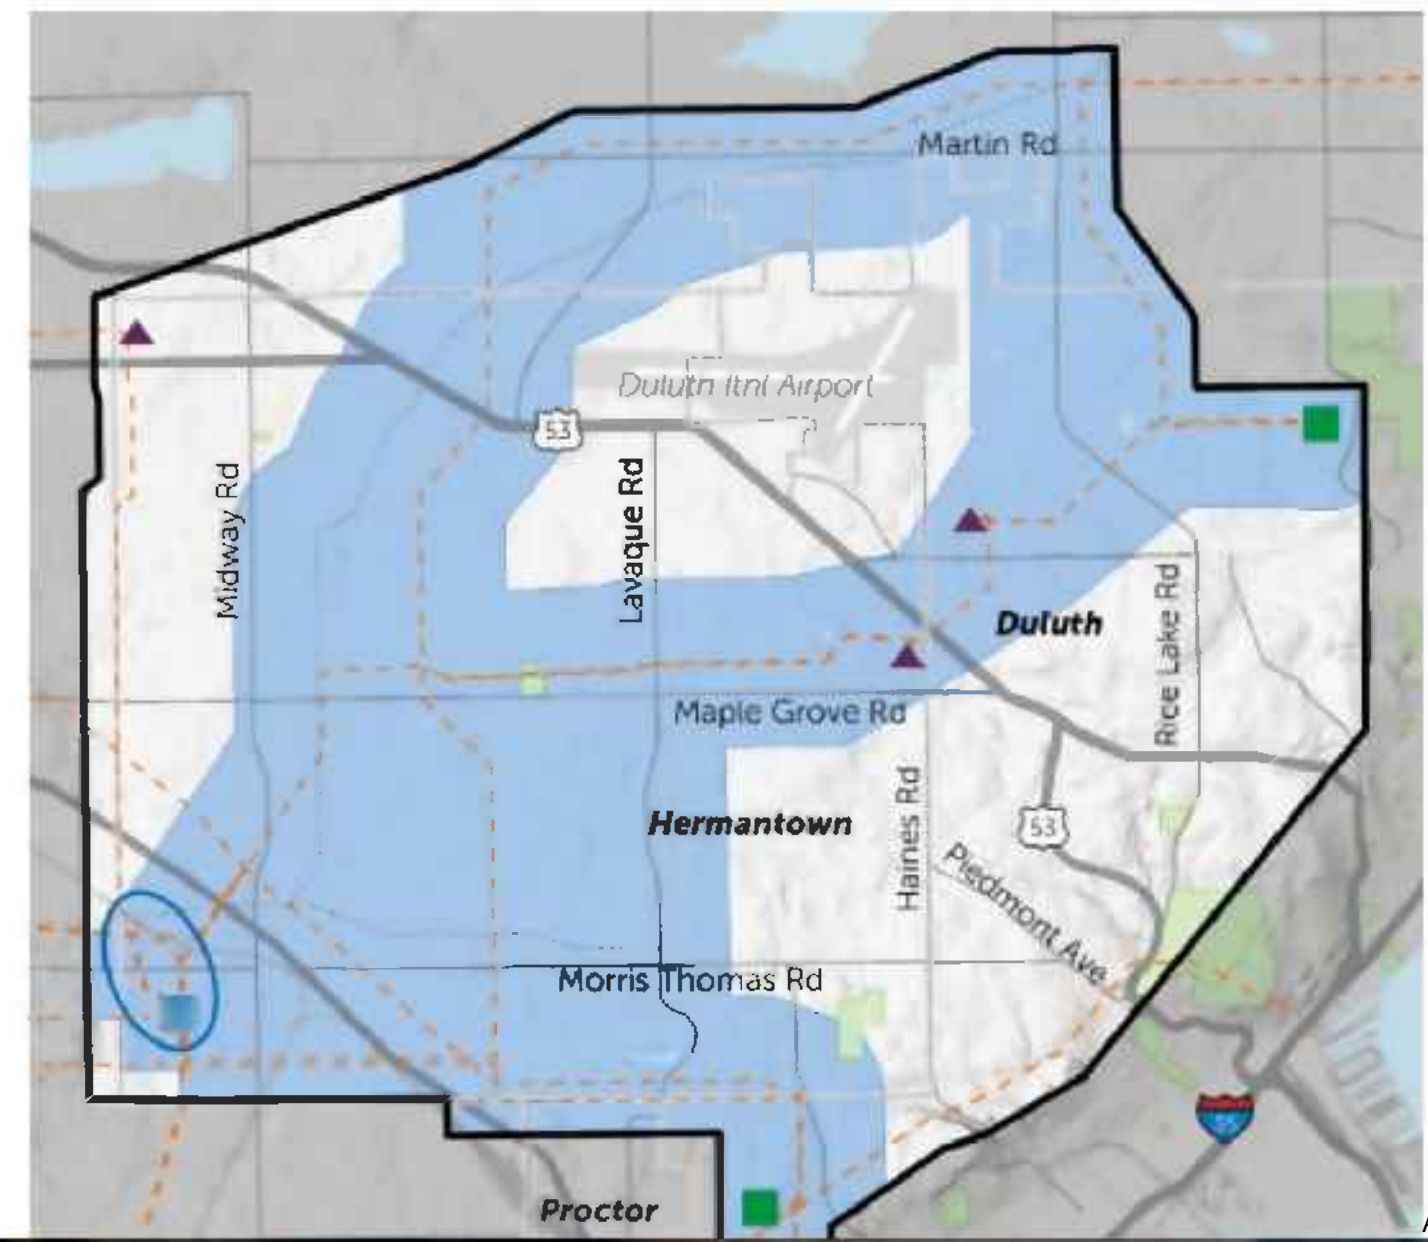 Martin Rd
Duluth Itnl Airport
53
Midway Rd
Lavaque Rd
Duluth
Rice Lake Rd
Maple Grove Rd
Hermantown
Haines Rd
53
Piedmont Ave
Morris Thomas Rd
Proctor